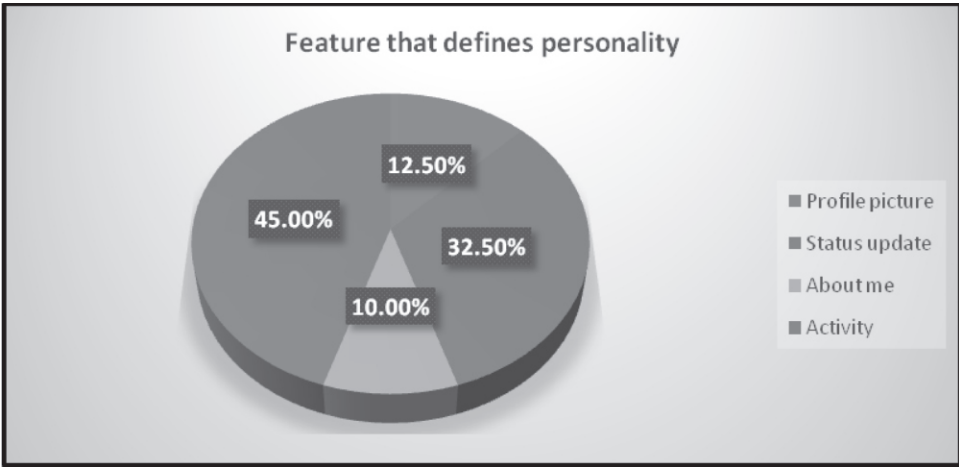 Feature that defines personality
12.50%
45.00%
32.50%
10.00%
Profile picture
Status update
About me
Activity